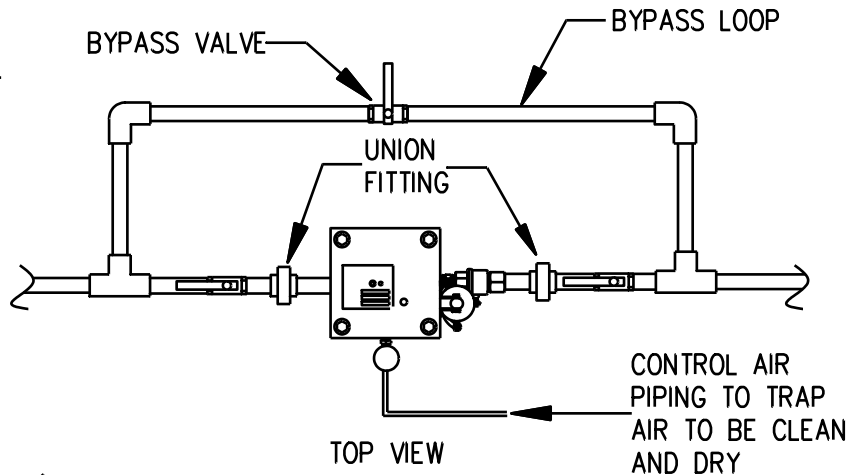 BYPASS LOOP
BYPASS VALVE
UNION
FITTING
CONTROL AIR
PIPING TO TRAP
AIR TO BE CLEAN
AND DRY
TOP VIEW